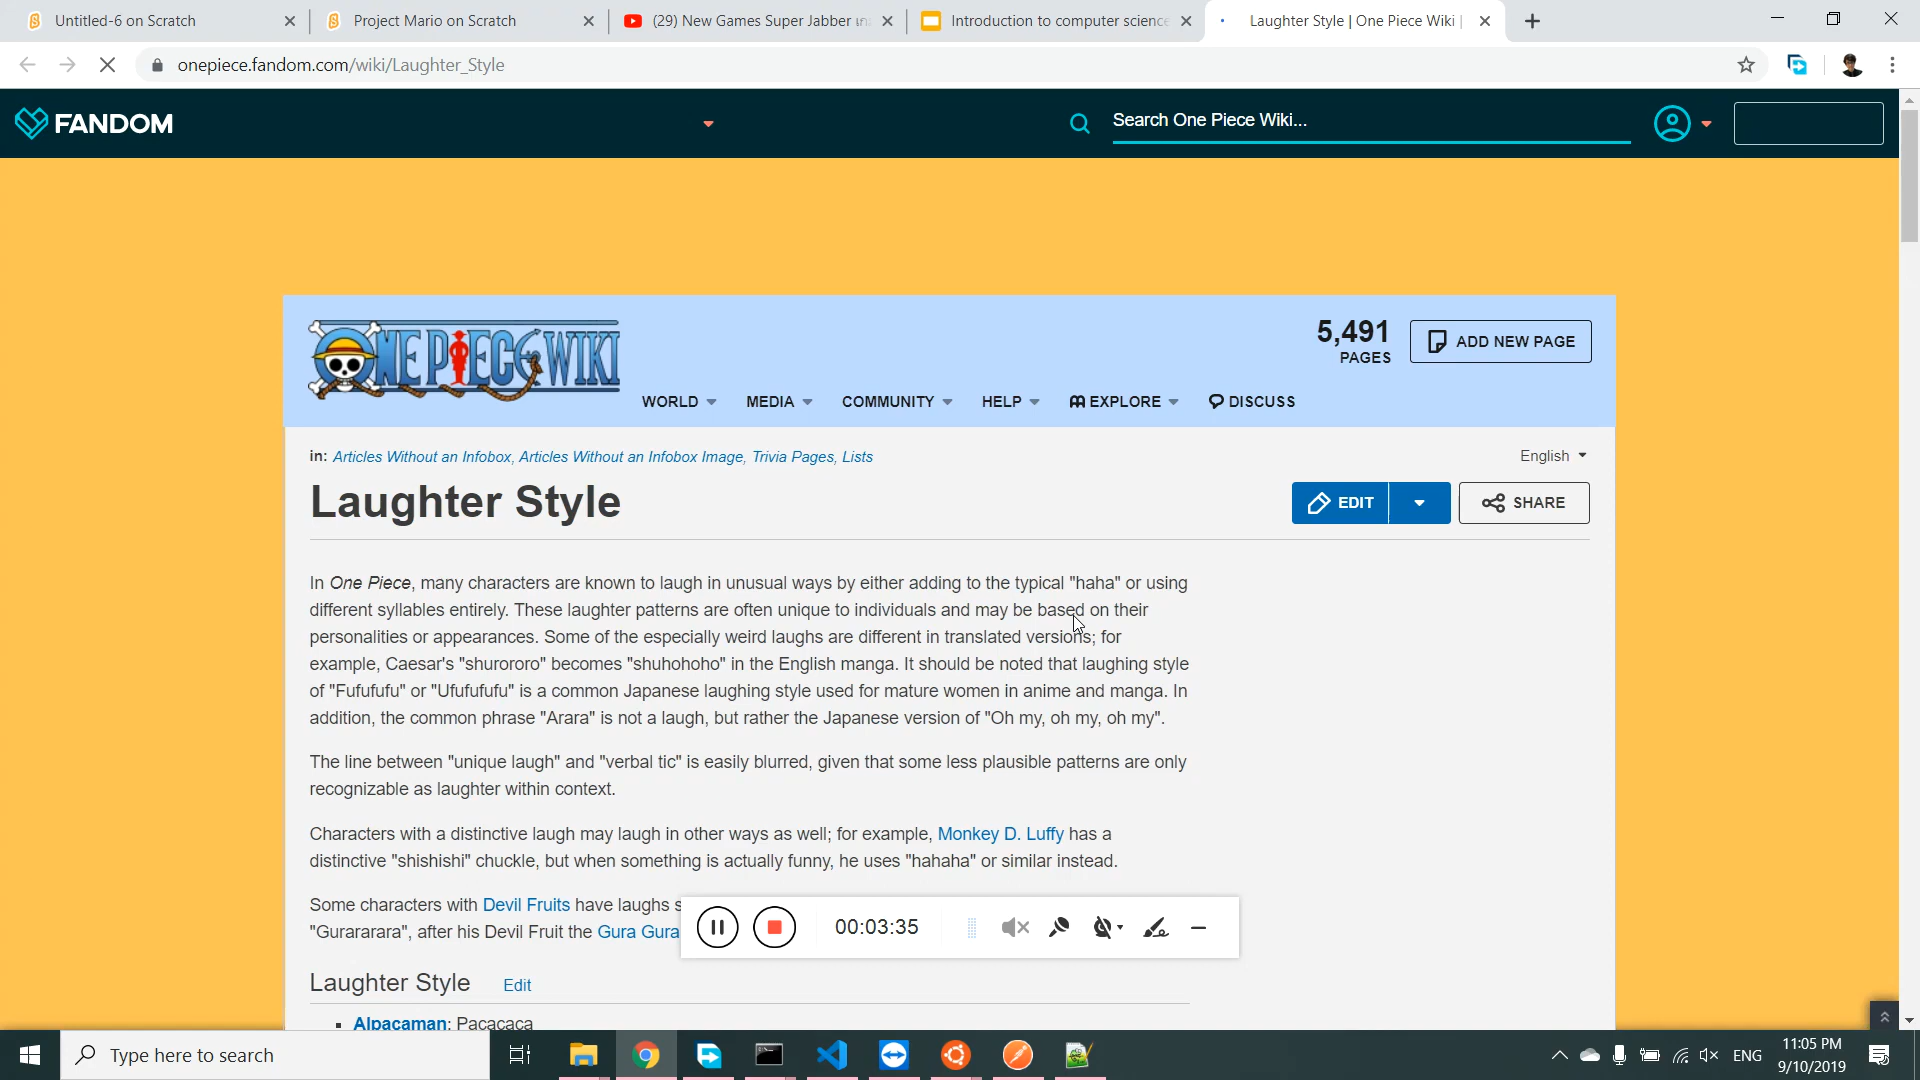 Untitled-6 on Scratch
Project Mario on Scratch
(29) New Games Super Jabber
Introduction to computer science
Laughter Style | One Piece Wiki |
onepiece.fandom.com/wiki/Laughter_Style
FANDOM
Search One Piece Wiki...
ONE PIECE WIKI
5,491
PAGES
ADD NEW PAGE
WORLD MEDIA COMMUNITY HELP EXPLORE DISCUSS
in: Articles Without an Infobox, Articles Without an Infobox Image, Trivia Pages, Lists
English
Laughter Style
EDIT
SHARE
In One Piece, many characters are known to laugh in unusual ways by either adding to the typical "haha" or using
different syllables entirely. These laughter patterns are often unique to individuals and may be based on their
personalities or appearances. Some of the especially weird laughs are different in translated versions; for
example, Caesar's "shurororo" becomes "shuhohoho" in the English manga. It should be noted that laughing style
of "Fufufufu" or "Ufufufufu" is a common Japanese laughing style used for mature women in anime and manga. In
addition, the common phrase "Arara" is not a laugh, but rather the Japanese version of "Oh my, oh my, oh my".
The line between "unique laugh" and "verbal tic" is easily blurred, given that some less plausible patterns are only
recognizable as laughter within context.
Characters with a distinctive laugh may laugh in other ways as well; for example, Monkey D. Luffy has a
distinctive "shishishi" chuckle, but when something is actually funny, he uses "hahaha" or similar instead.
Some characters with Devil Fruits have laughs
"Gurararara", after his Devil Fruit the Gura Gura
00:03:35
Laughter Style Edit
Alpacaman: Pacacaca
Type here to search
ENG
11:05 PM
9/10/2019